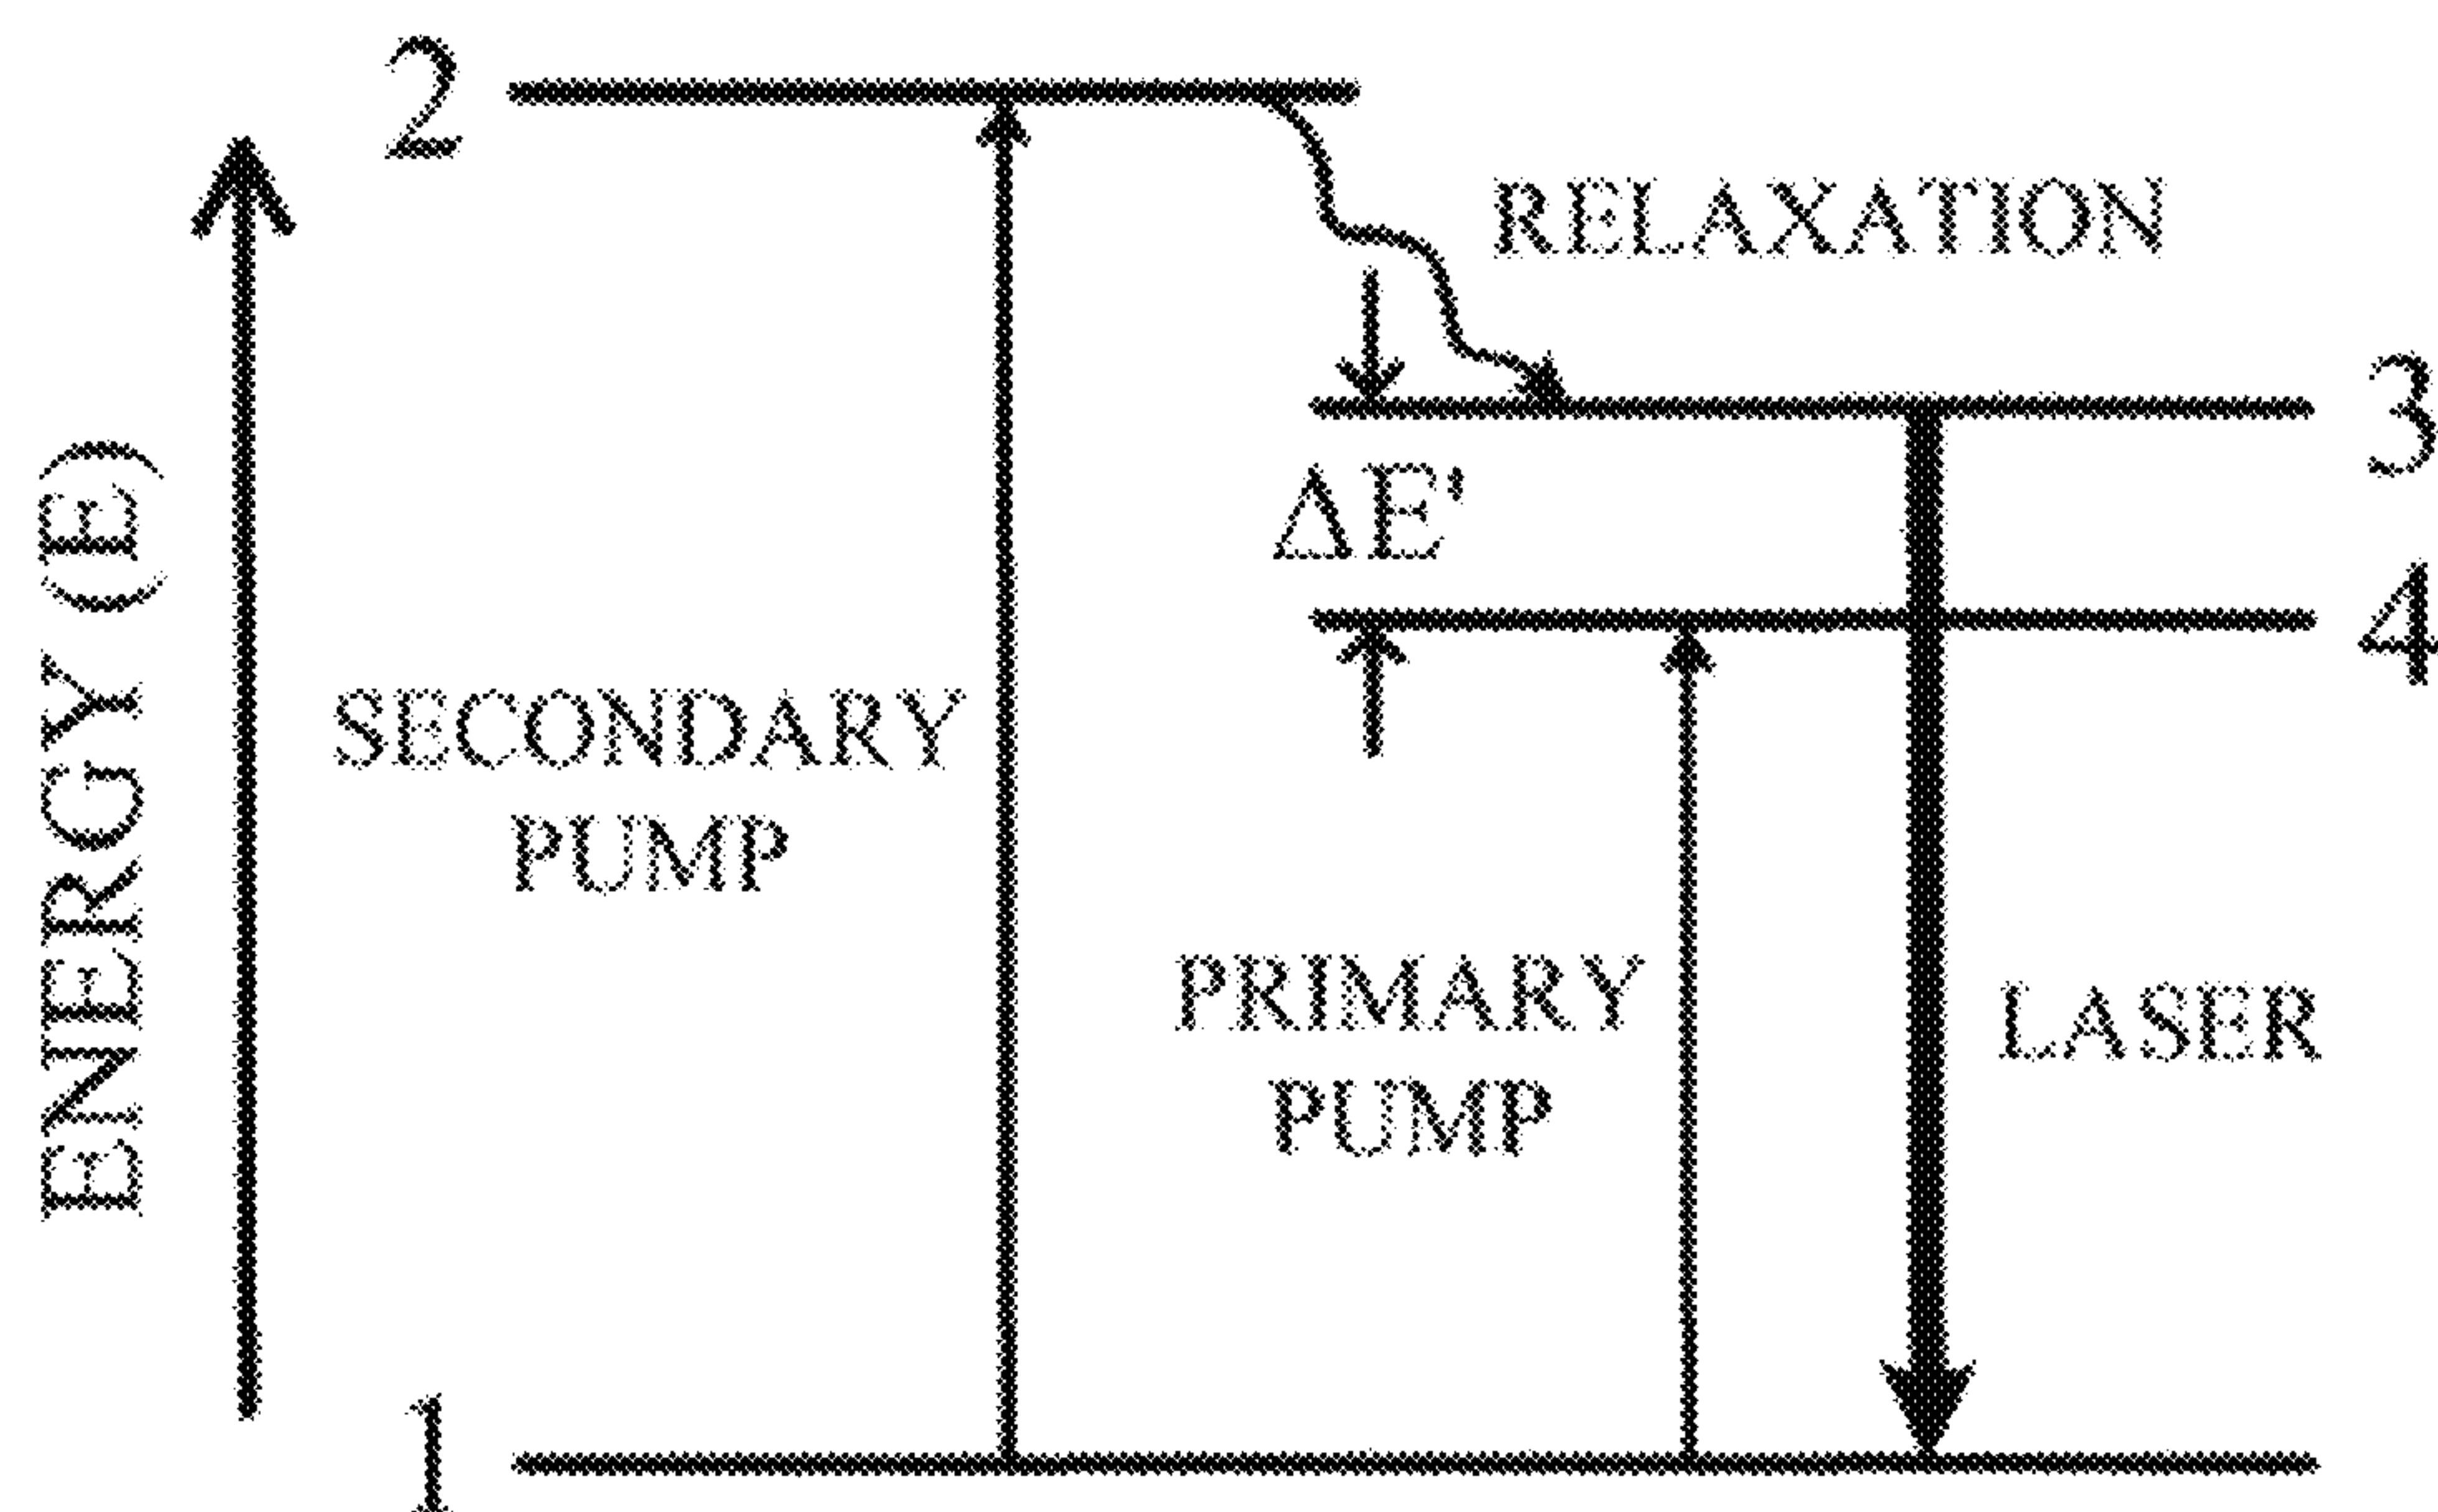 2
RELAXATION
3
ΔE'
4
ENERGY (E)
SECONDARY
PUMP
PRIMARY
PUMP
LASER
1